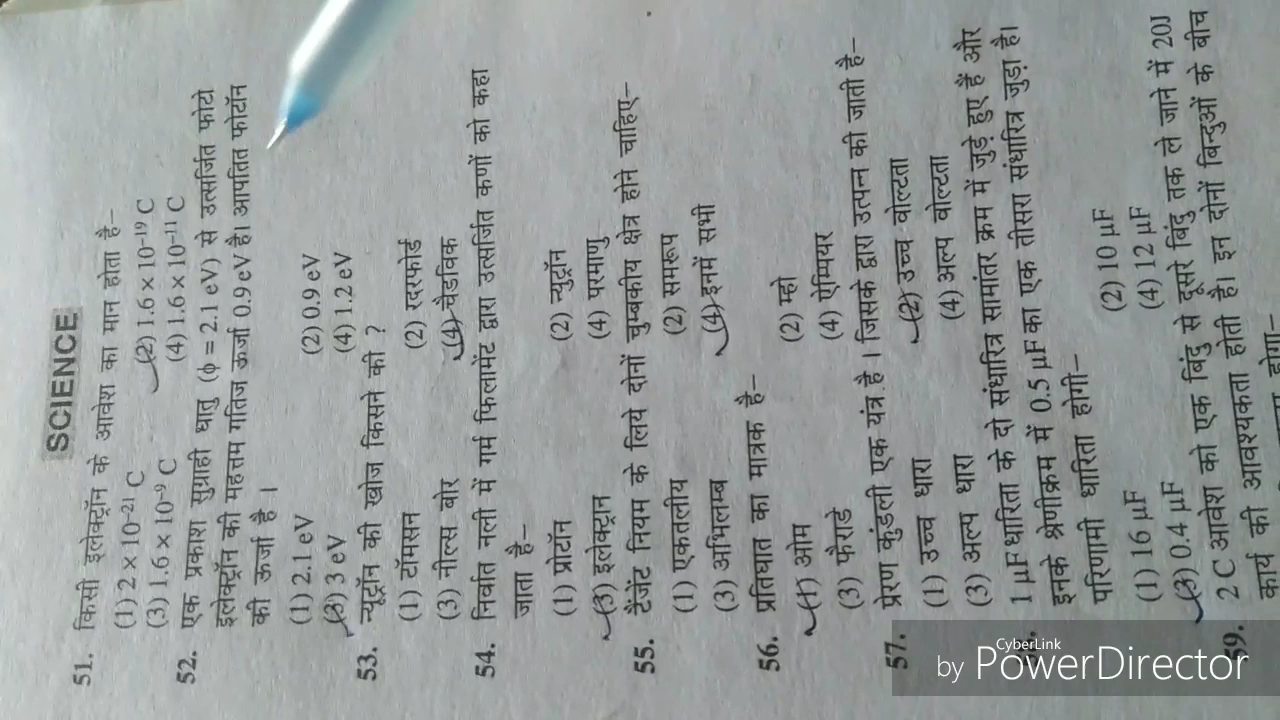 SCIENCE
51. किसी इलेक्ट्रॉन के आवेश का मान होता है–
(1) 2 × 10⁻²¹ C (2) 1.6 × 10⁻¹⁹ C
(3) 1.6 × 10⁻⁹ C (4) 1.6 × 10⁻¹¹ C
52. एक प्रकाश सुग्राही धातु (ϕ = 2.1 eV) से उत्सर्जित फोटो
इलेक्ट्रॉन की महत्तम गतिज ऊर्जा 0.9 eV है। आपतित फोटॉन
की ऊर्जा है ।
(1) 2.1 eV (2) 0.9 eV
(3) 3 eV (4) 1.2 eV
53. न्यूट्रॉन की खोज किसने की ?
(1) टॉमसन (2) रदरफोर्ड
(3) नील्स बोर (4) चैडविक
54. निर्वात नली में गर्म फिलामेंट द्वारा उत्सर्जित कणों को कहा
जाता है–
(1) प्रोटॉन (2) न्युट्रॉन
(3) इलेक्ट्रान (4) परमाणु
55. टैंजेंट नियम के लिये दोनों चुम्बकीय क्षेत्र होने चाहिए–
(1) एकतलीय (2) समरूप
(3) अभिलम्ब (4) इनमें सभी
56. प्रतिघात का मात्रक है–
(1) ओम (2) म्हो
(3) फैराडे (4) ऐम्पियर
57. प्रेरण कुंडली एक यंत्र है । जिसके द्वारा उत्पन्न की जाती है–
(1) उच्च धारा (2) उच्च वोल्टता
(3) अल्प धारा (4) अल्प वोल्टता
58. 1 μF धारिता के दो संधारित्र सामांतर क्रम में जुड़े हुए हैं और
इनके श्रेणीक्रम में 0.5 μF का एक तीसरा संधारित्र जुड़ा है।
परिणामी धारिता होगी–
(1) 16 μF (2) 10 μF
(3) 0.4 μF (4) 12 μF
59. 2 C आवेश को एक बिंदु से दूसरे बिंदु तक ले जाने में 20J
कार्य की आवश्यकता होती है। इन दोनों बिन्दुओं के बीच
होगा–
CyberLink
by PowerDirector